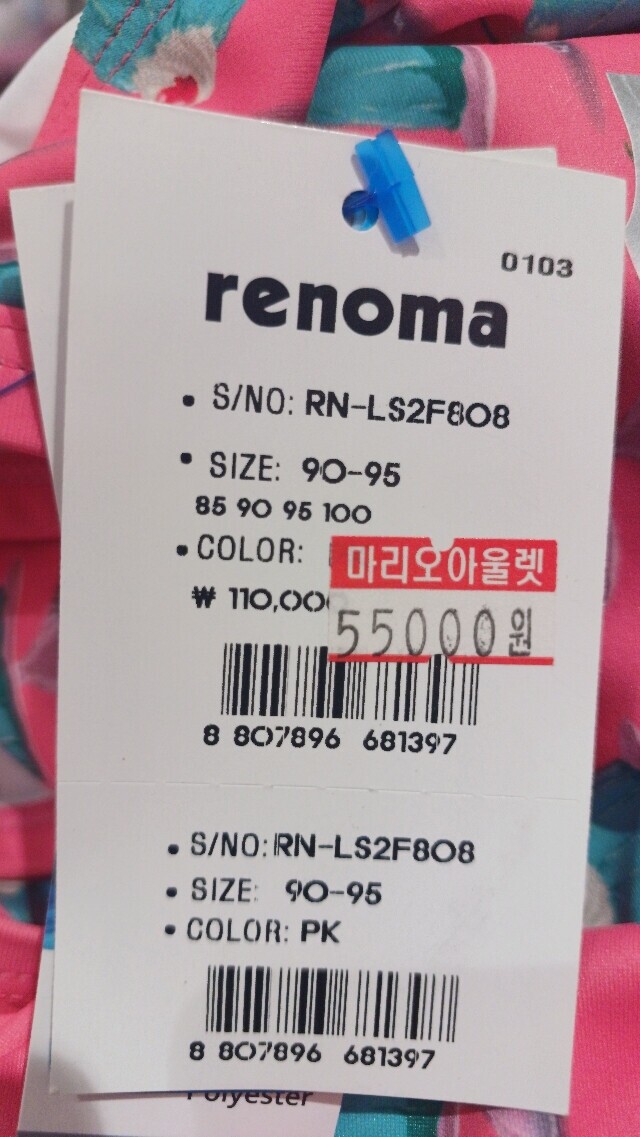 0103
renoma
• S/NO: RN-LS2F808
• SIZE: 90-95
85 90 95 100
• COLOR:
마리오아울렛
₩ 110,00
55000원
8 807896 681397
• S/NO: RN-LS2F808
• SIZE: 90-95
• COLOR: PK
8 807896 681397
Polyester